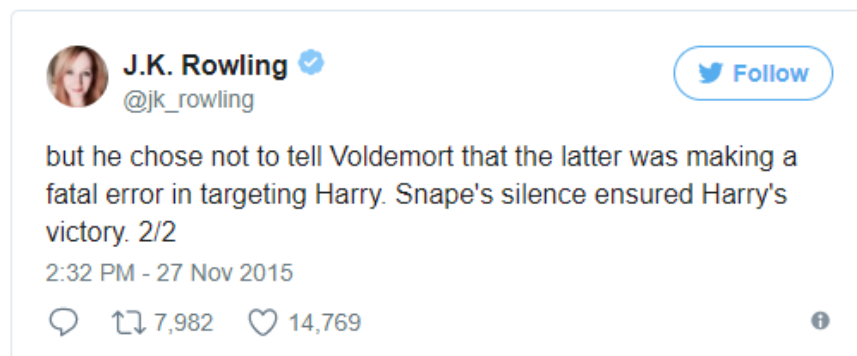 J.K. Rowling
@jk_rowling
Follow
but he chose not to tell Voldemort that the latter was making a
fatal error in targeting Harry. Snape's silence ensured Harry's
victory. 2/2
2:32 PM - 27 Nov 2015
7,982 14,769